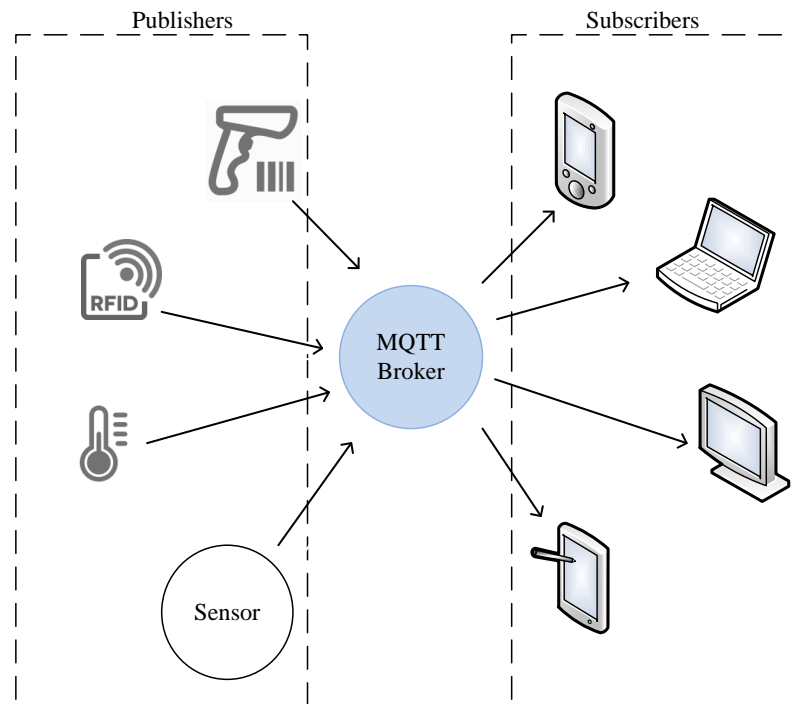 Publishers
Subscribers
RFID
MQTT
Broker
Sensor